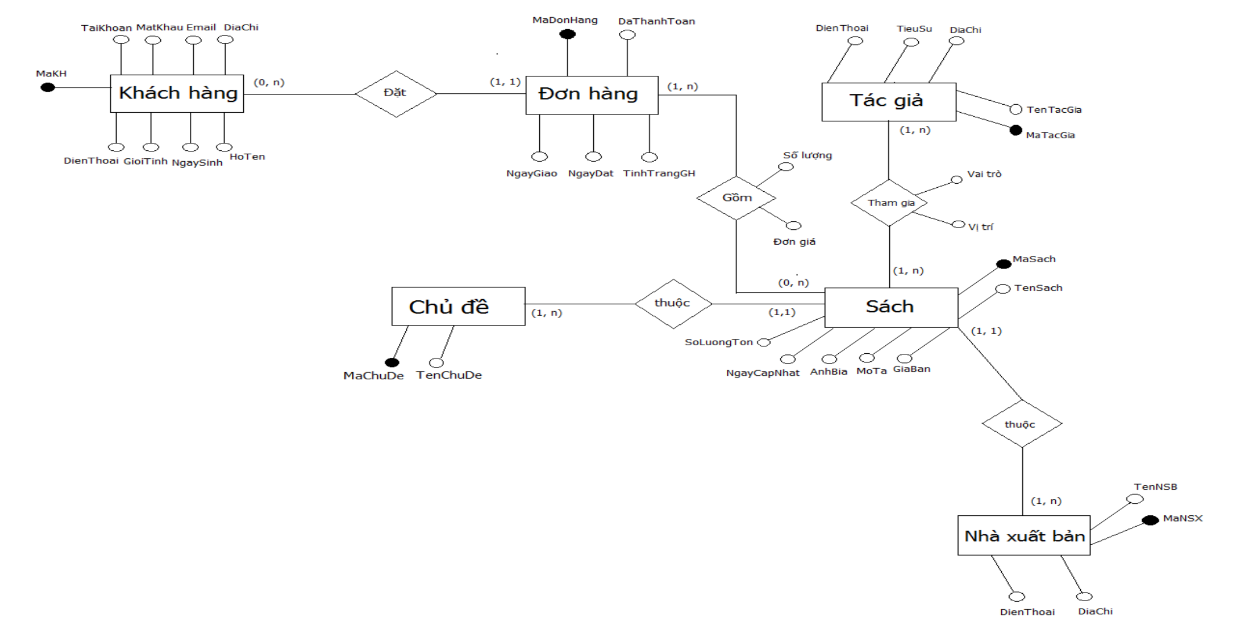 TaiKhoan MatKhau Email DiaChi
MaKH
Khách hàng
(0, n)
DienThoai GioiTinh NgaySinh HoTen
Đặt
(1, 1)
MaDonHang DaThanhToan
Đơn hàng
(1, n)
NgayGiao NgayDat TinhTrangGH
Gồm
Số lượng
Đơn giá
(0, n)
DienThoai TieuSu DiaChi
Tác giả
TenTacGia
MaTacGia
(1, n)
Tham gia
Vai trò
Vị trí
(1, n)
Chủ đề
(1, n)
MaChuDe TenChuDe
thuộc
(1,1)
Sách
MaSach
TenSach
(1, 1)
SoLuongTon
NgayCapNhat AnhBia MoTa GiaBan
thuộc
(1, n)
Nhà xuất bản
TenNSB
MaNSX
DienThoai DiaChi